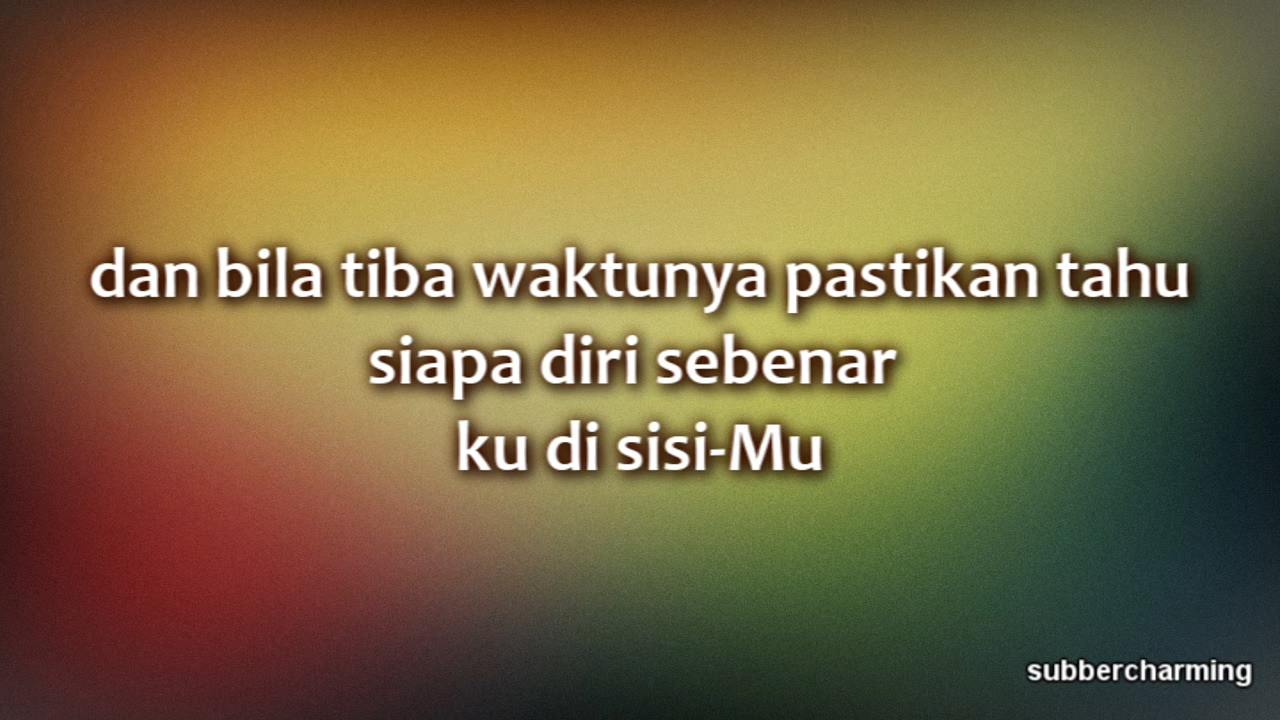 dan bila tiba waktunya pastikan tahu
siapa diri sebenar
ku di sisi-Mu
subbercharming